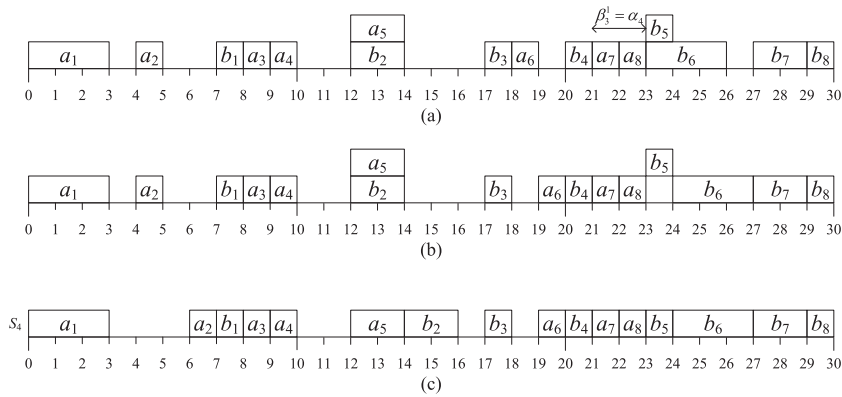 β₃¹ = α₄
a₅ b₅
a₁ a₂ b₁ a₃ a₄ b₂ b₃ a₆ b₄ a₇ a₈ b₆ b₇ b₈
0 1 2 3 4 5 6 7 8 9 10 11 12 13 14 15 16 17 18 19 20 21 22 23 24 25 26 27 28 29 30
(a)
a₅ b₅
a₁ a₂ b₁ a₃ a₄ b₂ b₃ a₆ b₄ a₇ a₈ b₆ b₇ b₈
0 1 2 3 4 5 6 7 8 9 10 11 12 13 14 15 16 17 18 19 20 21 22 23 24 25 26 27 28 29 30
(b)
S₄ a₁ a₂ b₁ a₃ a₄ a₅ b₂ b₃ a₆ b₄ a₇ a₈ b₅ b₆ b₇ b₈
0 1 2 3 4 5 6 7 8 9 10 11 12 13 14 15 16 17 18 19 20 21 22 23 24 25 26 27 28 29 30
(c)